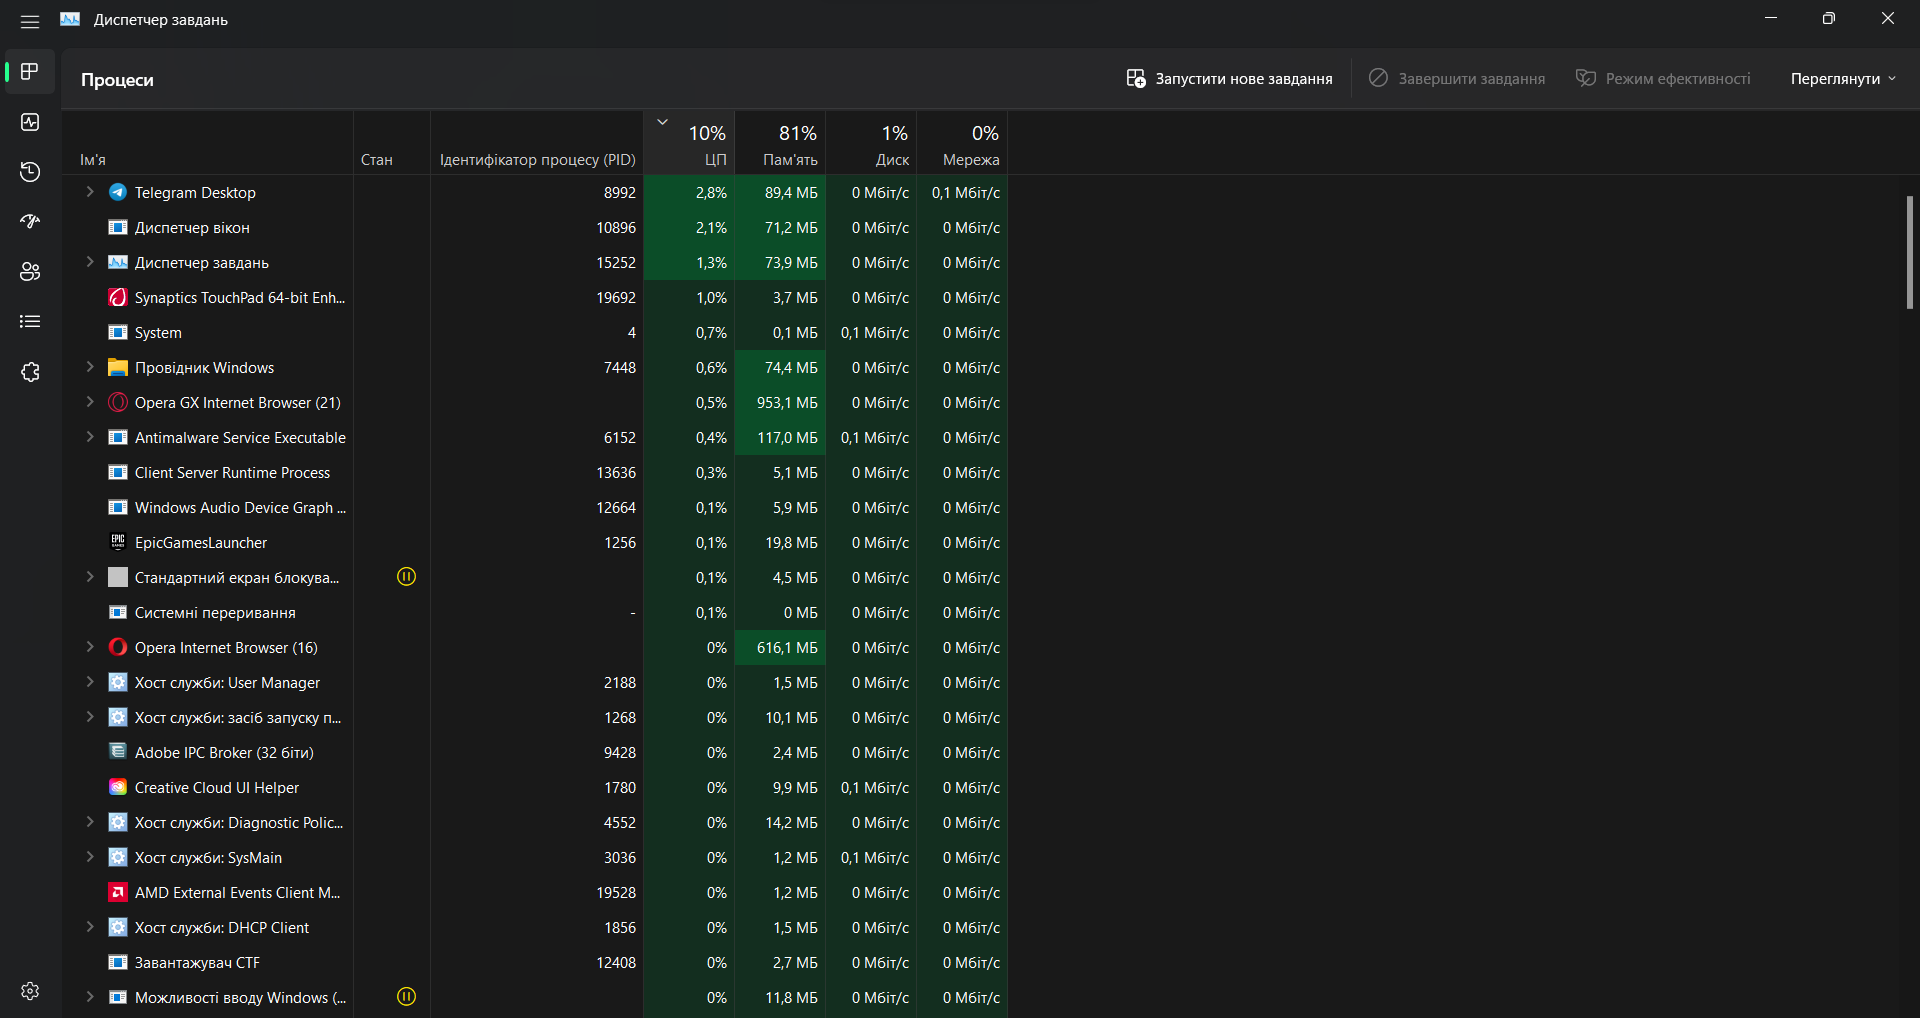 Диспетчер завдань
Процеси
Запустити нове завдання
Завершити завдання
Режим ефективності
Переглянути
10% 81% 1% 0%
Ім'я Стан Ідентифікатор процесу (PID) ЦП Пам'ять Диск Мережа
Telegram Desktop 8992 2,8% 89,4 МБ 0 Мбіт/с 0,1 Мбіт/с
Диспетчер вікон 10896 2,1% 71,2 МБ 0 Мбіт/с 0 Мбіт/с
Диспетчер завдань 15252 1,3% 73,9 МБ 0 Мбіт/с 0 Мбіт/с
Synaptics TouchPad 64-bit Enh... 19692 1,0% 3,7 МБ 0 Мбіт/с 0 Мбіт/с
System 4 0,7% 0,1 МБ 0,1 Мбіт/с 0 Мбіт/с
Провідник Windows 7448 0,6% 74,4 МБ 0 Мбіт/с 0 Мбіт/с
Opera GX Internet Browser (21) 0,5% 953,1 МБ 0 Мбіт/с 0 Мбіт/с
Antimalware Service Executable 6152 0,4% 117,0 МБ 0,1 Мбіт/с 0 Мбіт/с
Client Server Runtime Process 13636 0,3% 5,1 МБ 0 Мбіт/с 0 Мбіт/с
Windows Audio Device Graph ... 12664 0,1% 5,9 МБ 0 Мбіт/с 0 Мбіт/с
EPIC GAMES EpicGamesLauncher 1256 0,1% 19,8 МБ 0 Мбіт/с 0 Мбіт/с
Стандартний екран блокува... 0,1% 4,5 МБ 0 Мбіт/с 0 Мбіт/с
Системні переривання - 0,1% 0 МБ 0 Мбіт/с 0 Мбіт/с
Opera Internet Browser (16) 0% 616,1 МБ 0 Мбіт/с 0 Мбіт/с
Хост служби: User Manager 2188 0% 1,5 МБ 0 Мбіт/с 0 Мбіт/с
Хост служби: засіб запуску п... 1268 0% 10,1 МБ 0 Мбіт/с 0 Мбіт/с
Adobe IPC Broker (32 біти) 9428 0% 2,4 МБ 0 Мбіт/с 0 Мбіт/с
Creative Cloud UI Helper 1780 0% 9,9 МБ 0,1 Мбіт/с 0 Мбіт/с
Хост служби: Diagnostic Polic... 4552 0% 14,2 МБ 0 Мбіт/с 0 Мбіт/с
Хост служби: SysMain 3036 0% 1,2 МБ 0,1 Мбіт/с 0 Мбіт/с
AMD External Events Client M... 19528 0% 1,2 МБ 0 Мбіт/с 0 Мбіт/с
Хост служби: DHCP Client 1856 0% 1,5 МБ 0 Мбіт/с 0 Мбіт/с
Завантажувач CTF 12408 0% 2,7 МБ 0 Мбіт/с 0 Мбіт/с
Можливості вводу Windows (... 0% 11,8 МБ 0 Мбіт/с 0 Мбіт/с